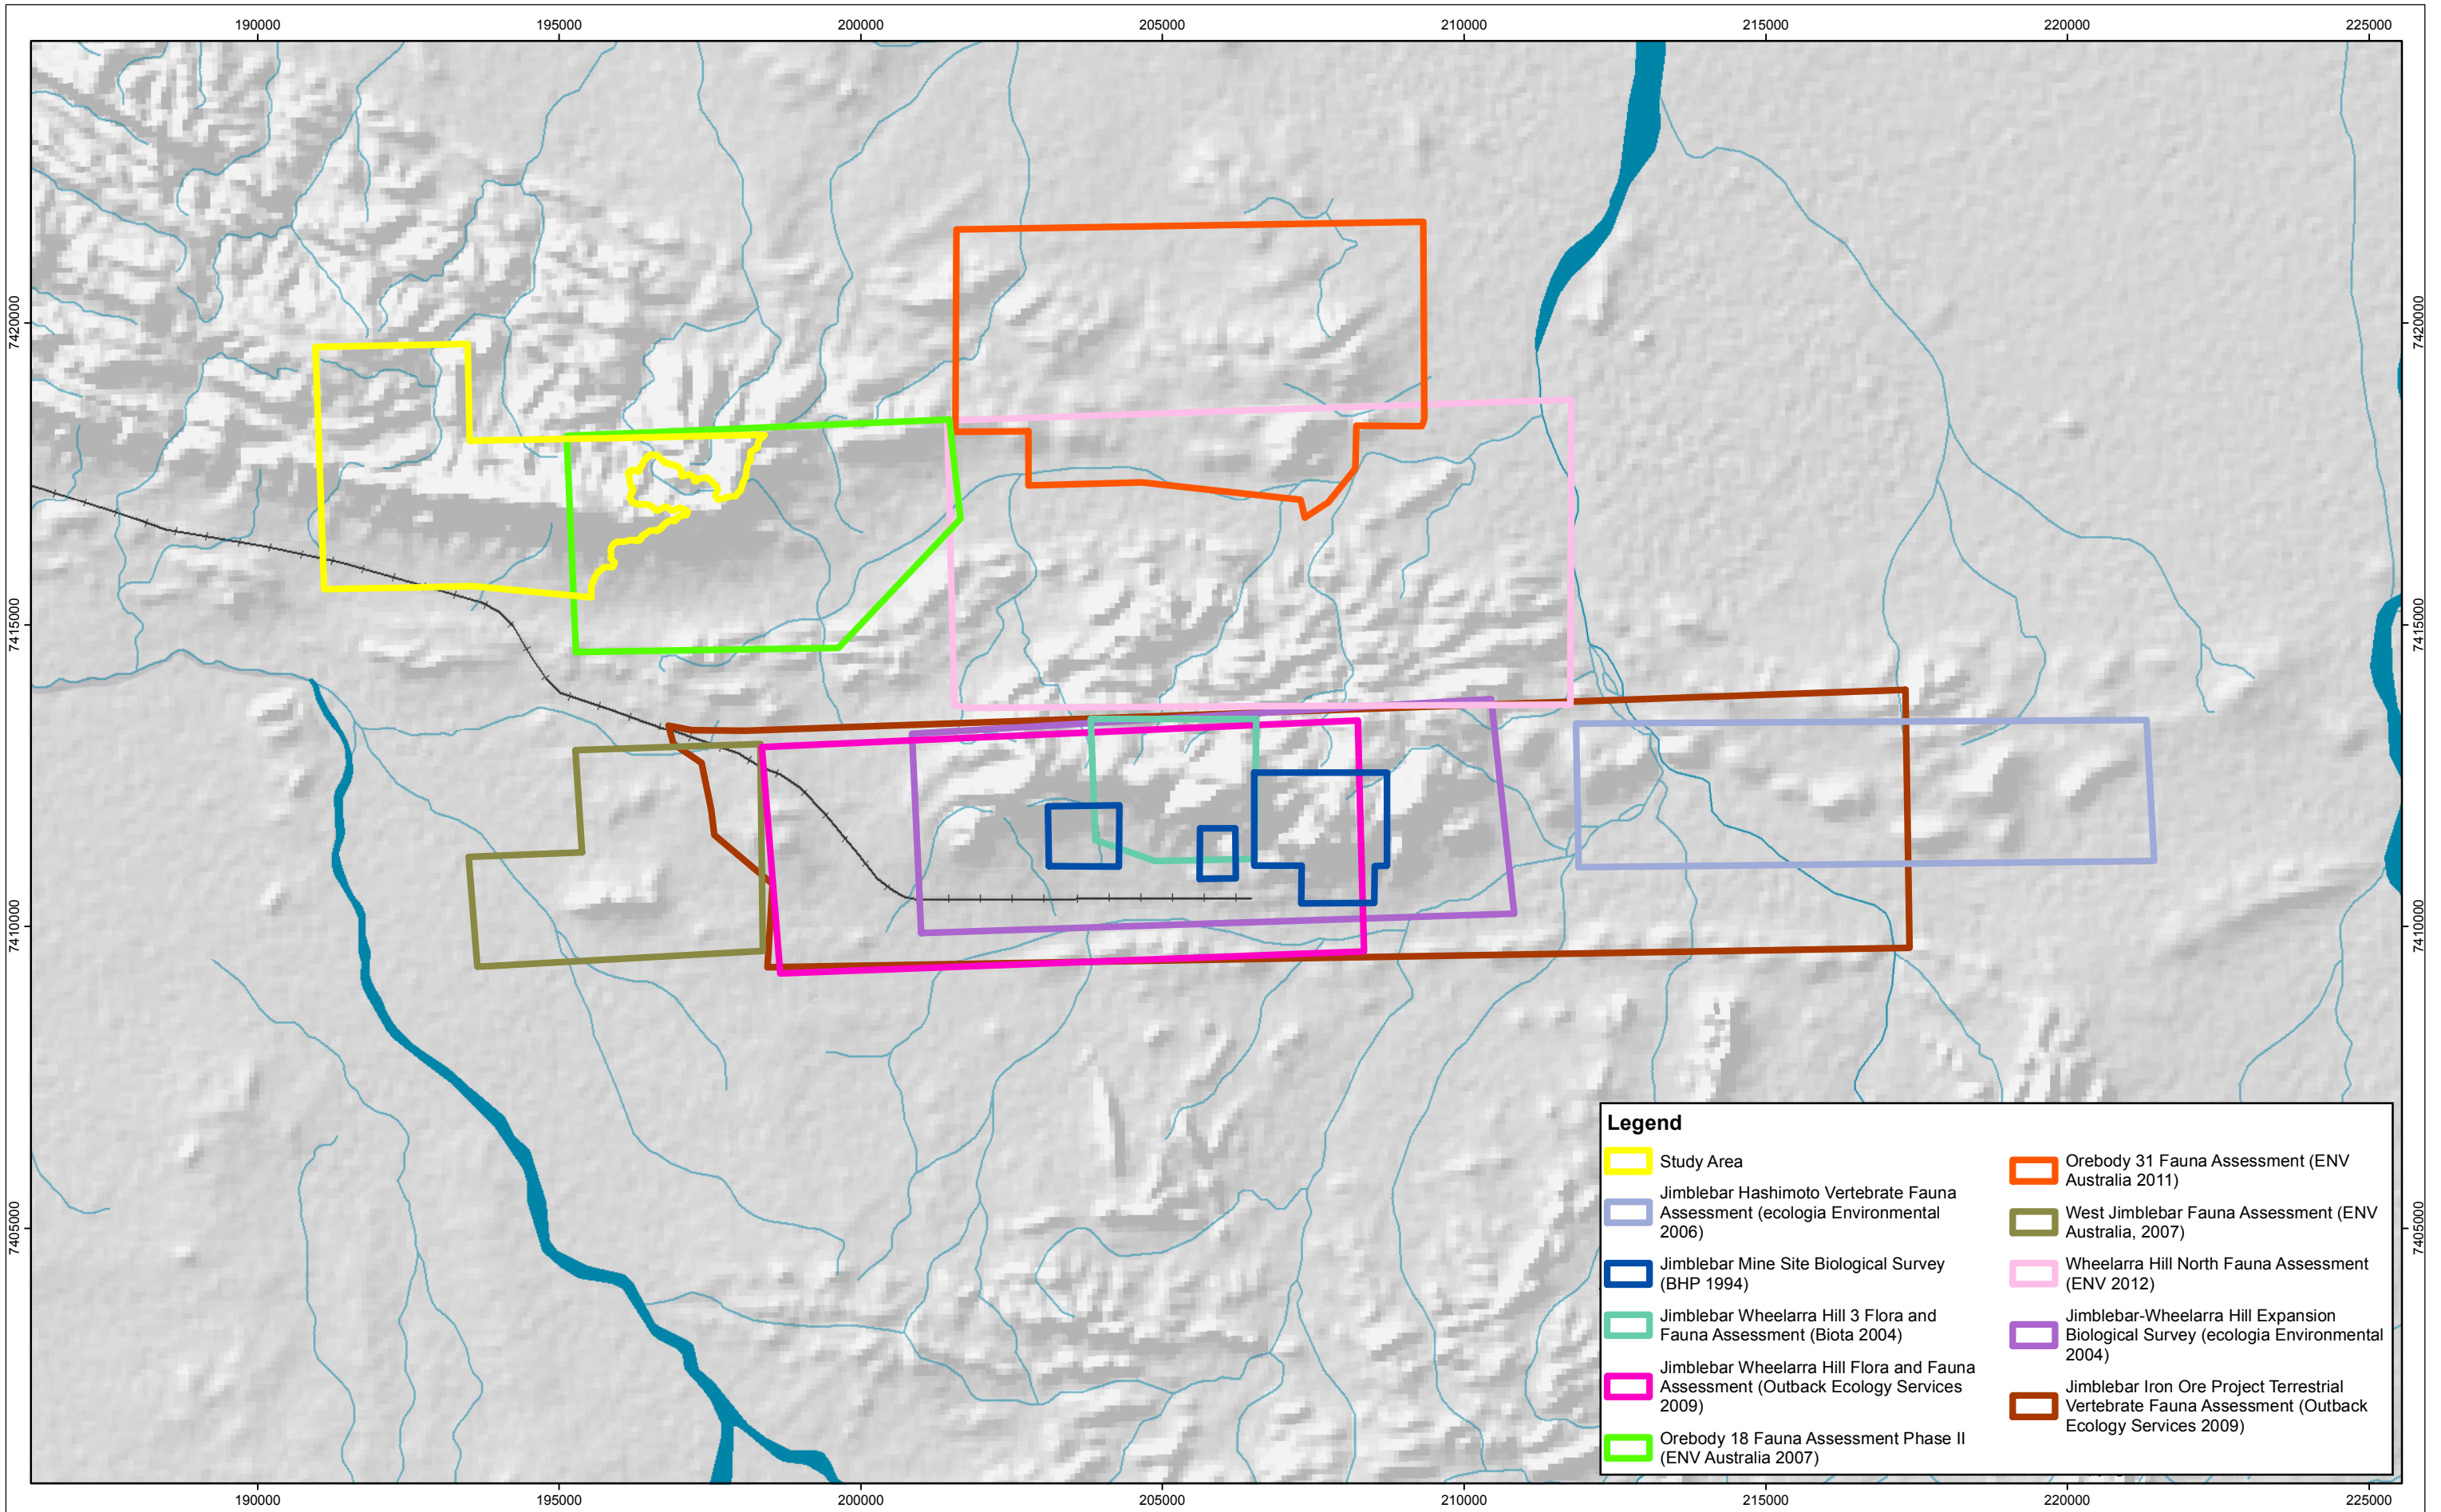 190000 195000 200000 205000 210000 215000 220000 225000
7420000 7420000
7415000 7415000
7410000 7410000
7405000 7405000
Legend
Study Area
Jimblebar Hashimoto Vertebrate Fauna
Assessment (ecologia Environmental
2006)
Jimblebar Mine Site Biological Survey
(BHP 1994)
Jimblebar Wheelarra Hill 3 Flora and
Fauna Assessment (Biota 2004)
Jimblebar Wheelarra Hill Flora and Fauna
Assessment (Outback Ecology Services
2009)
Orebody 18 Fauna Assessment Phase II
(ENV Australia 2007)
Orebody 31 Fauna Assessment (ENV
Australia 2011)
West Jimblebar Fauna Assessment (ENV
Australia, 2007)
Wheelarra Hill North Fauna Assessment
(ENV 2012)
Jimblebar-Wheelarra Hill Expansion
Biological Survey (ecologia Environmental
2004)
Jimblebar Iron Ore Project Terrestrial
Vertebrate Fauna Assessment (Outback
Ecology Services 2009)
190000 195000 200000 205000 210000 215000 220000 225000